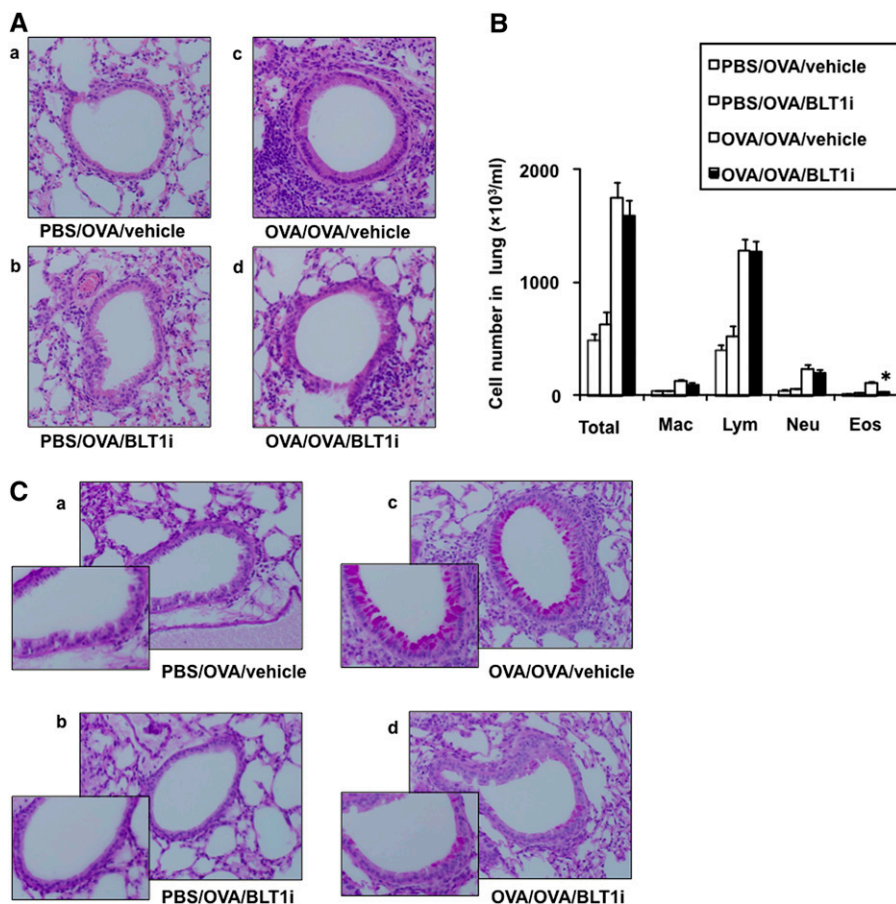 A
a
c
PBS/OVA/vehicle
OVA/OVA/vehicle
b
d
PBS/OVA/BLT1i
OVA/OVA/BLT1i
B
PBS/OVA/vehicle
PBS/OVA/BLT1i
OVA/OVA/vehicle
OVA/OVA/BLT1i
Cell number in lung (×10³/ml)
2000
1000
0
*
Total Mac Lym Neu Eos
C
a
c
PBS/OVA/vehicle
OVA/OVA/vehicle
b
d
PBS/OVA/BLT1i
OVA/OVA/BLT1i